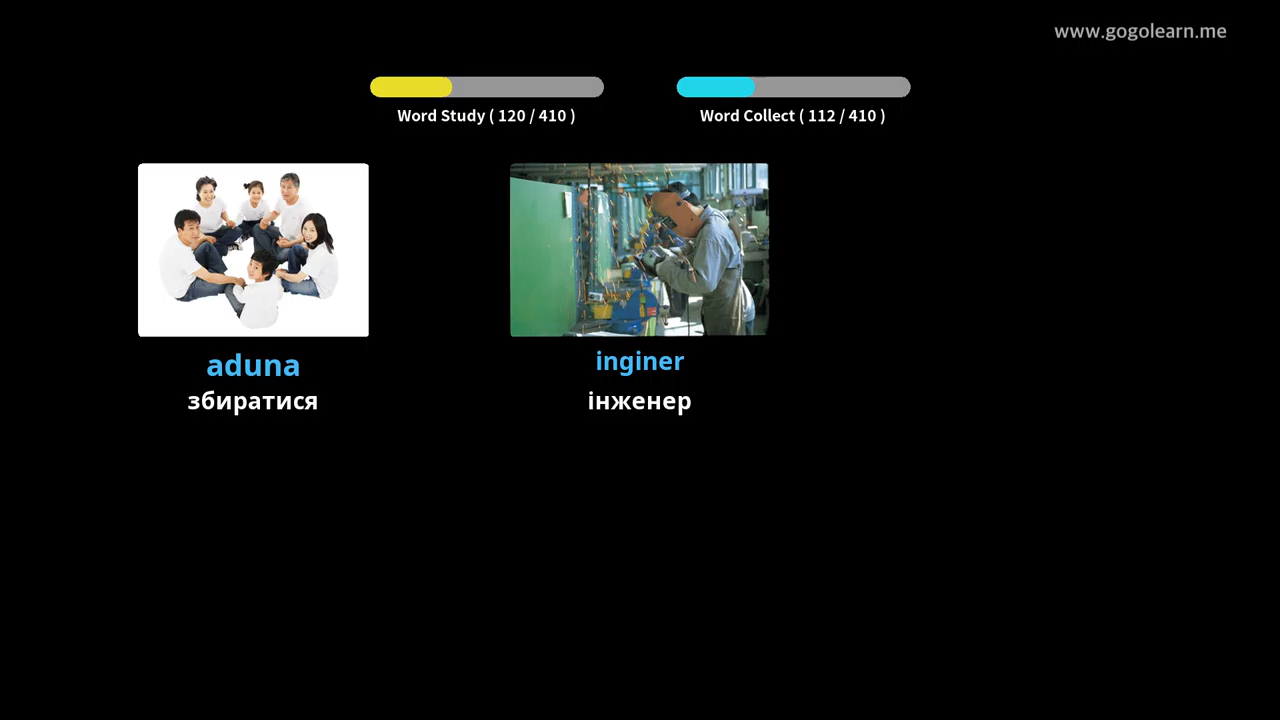 www.gogolearn.me
Word Study ( 120 / 410 )
Word Collect ( 112 / 410 )
aduna
збиратися
inginer
інженер